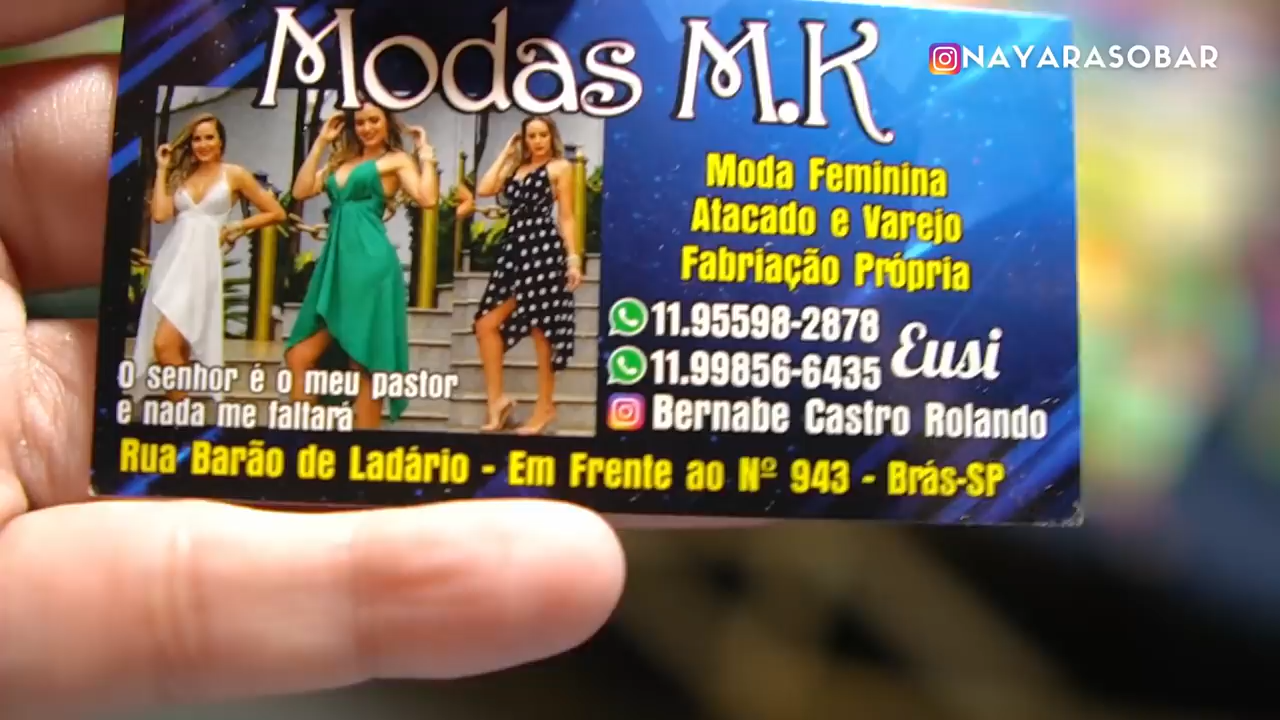 NAYARASOBAR
Modas M.K
Moda Feminina
Atacado e Varejo
Fabriação Própria
11.95598-2878
11.99856-6435
Eusi
Bernabe Castro Rolando
O senhor é o meu pastor
e nada me faltará
Rua Barão de Ladário - Em Frente ao Nº 943 - Brás-SP